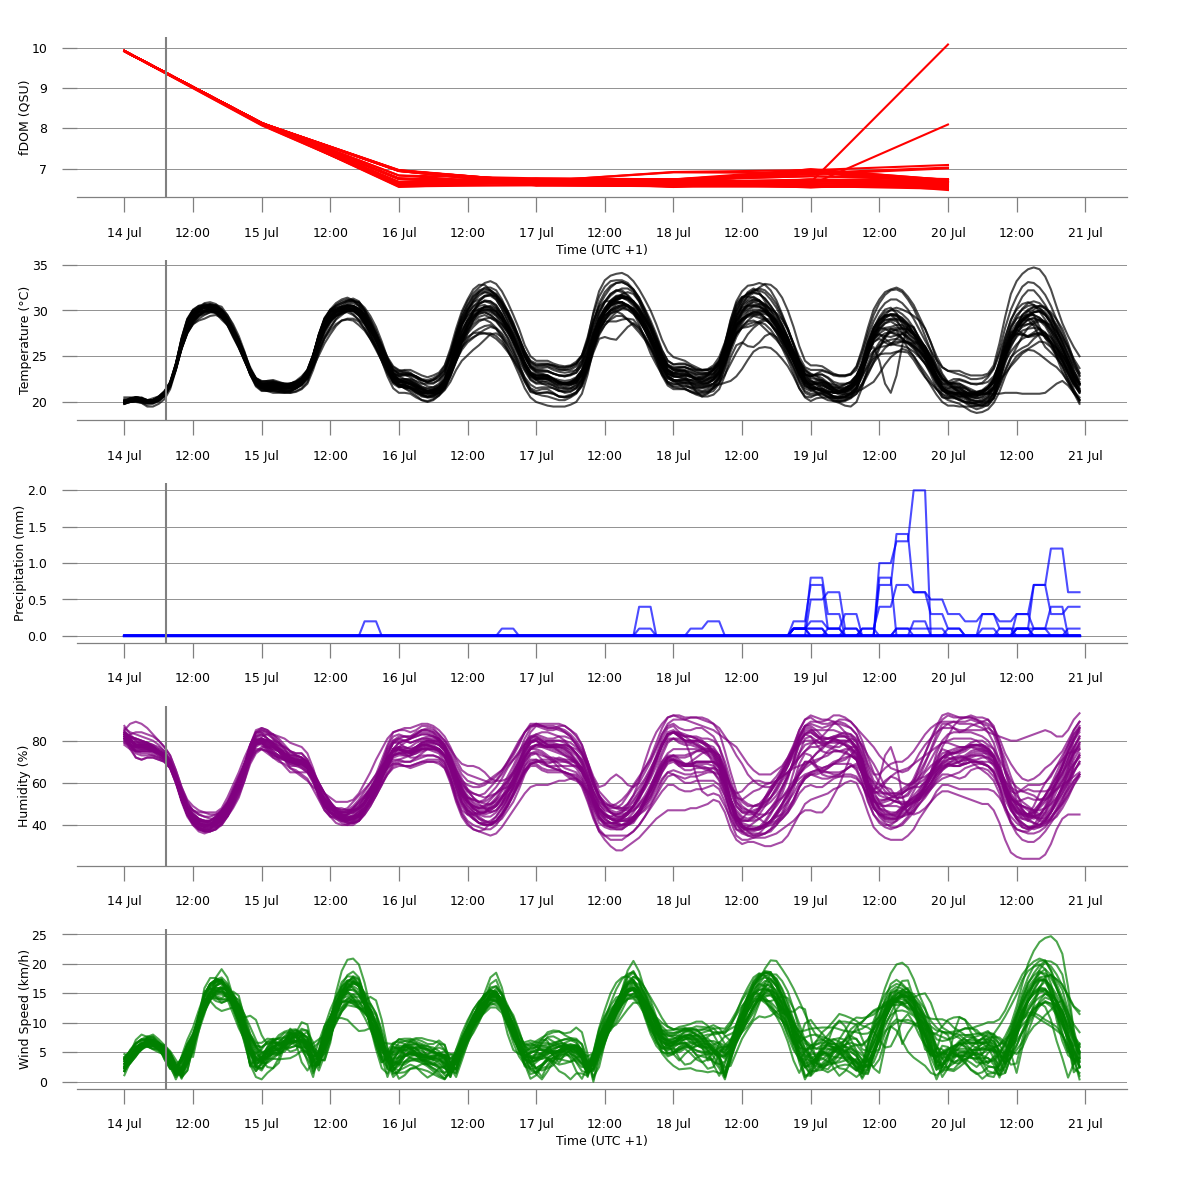 fDOM (QSU)
10
9
8
7
14 Jul 12:00 15 Jul 12:00 16 Jul 12:00 17 Jul 12:00 18 Jul 12:00 19 Jul 12:00 20 Jul 12:00 21 Jul
Time (UTC +1)
Temperature (°C)
35
30
25
20
14 Jul 12:00 15 Jul 12:00 16 Jul 12:00 17 Jul 12:00 18 Jul 12:00 19 Jul 12:00 20 Jul 12:00 21 Jul
Precipitation (mm)
2.0
1.5
1.0
0.5
0.0
14 Jul 12:00 15 Jul 12:00 16 Jul 12:00 17 Jul 12:00 18 Jul 12:00 19 Jul 12:00 20 Jul 12:00 21 Jul
Humidity (%)
80
60
40
14 Jul 12:00 15 Jul 12:00 16 Jul 12:00 17 Jul 12:00 18 Jul 12:00 19 Jul 12:00 20 Jul 12:00 21 Jul
Wind Speed (km/h)
25
20
15
10
5
0
14 Jul 12:00 15 Jul 12:00 16 Jul 12:00 17 Jul 12:00 18 Jul 12:00 19 Jul 12:00 20 Jul 12:00 21 Jul
Time (UTC +1)